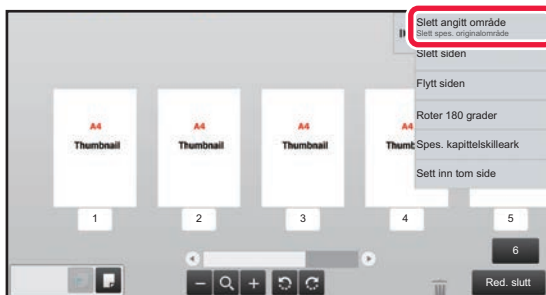 Slett angitt område
Slett spes. originalområde
Slett siden
Flytt siden
Roter 180 grader
Spes. kapittelskilleark
Sett inn tom side
A4
Thumbnail
A4
Thumbnail
A4
Thumbnail
A4
Thumb
1
2
3
4
5
6
Red. slutt